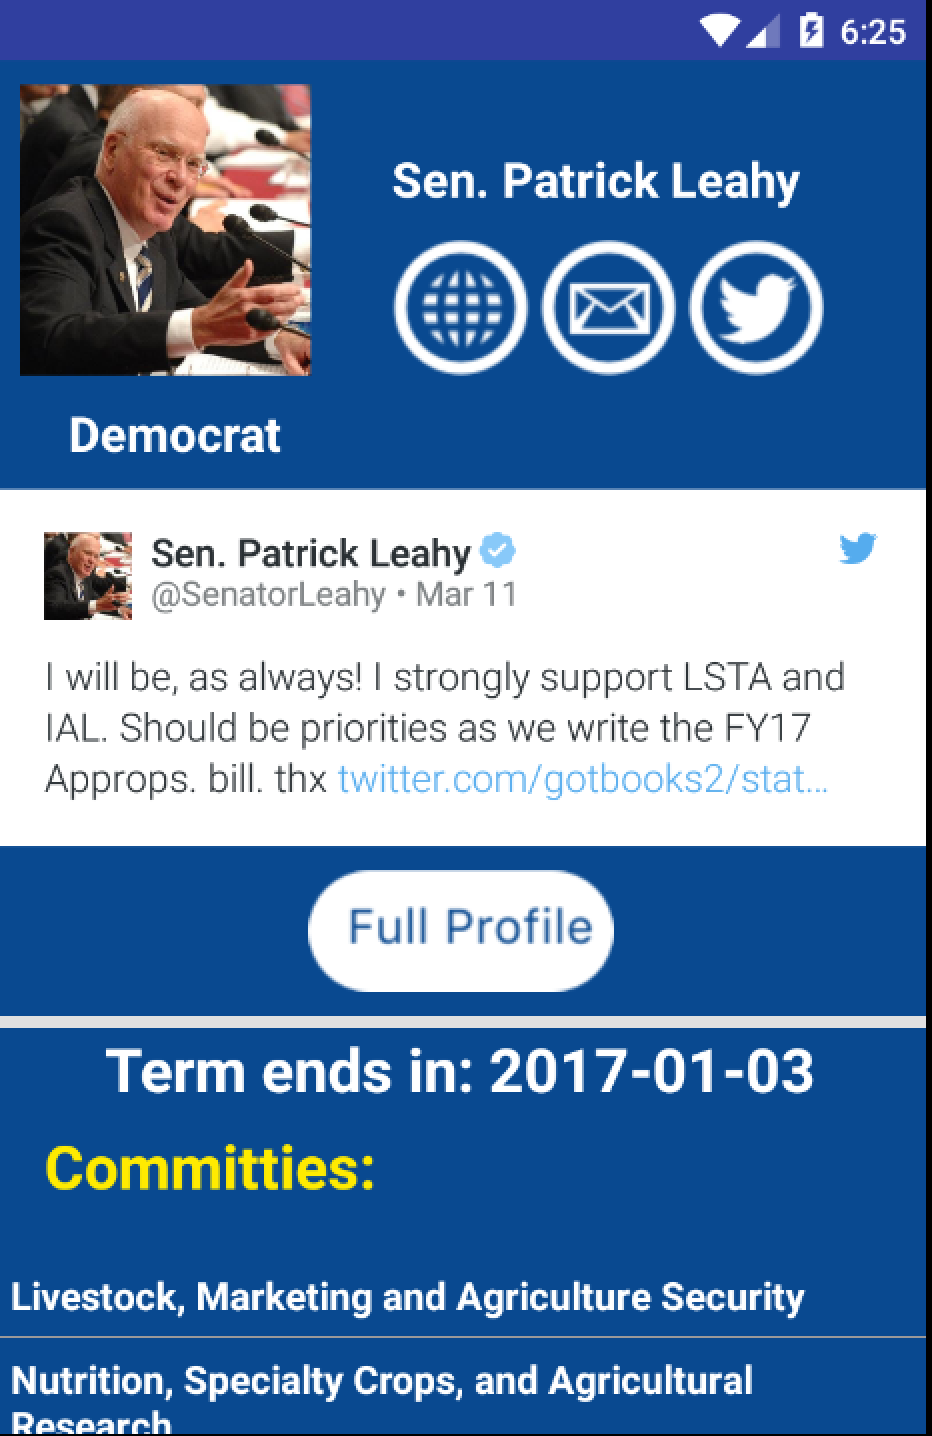 6:25
Sen. Patrick Leahy
Democrat
Sen. Patrick Leahy
@SenatorLeahy • Mar 11
I will be, as always! I strongly support LSTA and
IAL. Should be priorities as we write the FY17
Approps. bill. thx twitter.com/gotbooks2/stat…
Full Profile
Term ends in: 2017-01-03
Committies:
Livestock, Marketing and Agriculture Security
Nutrition, Specialty Crops, and Agricultural
Research